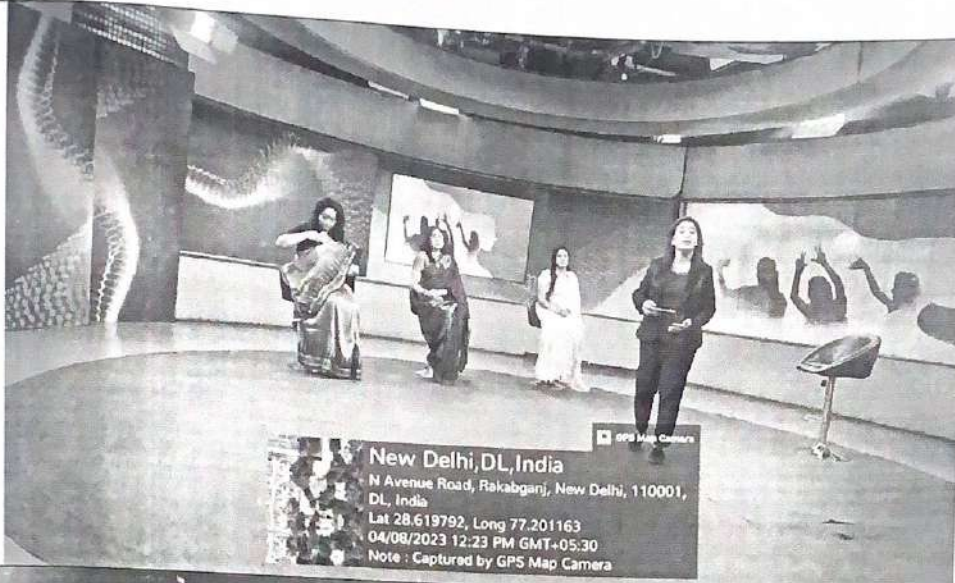 GPS Map Camera
New Delhi,DL,India
N Avenue Road, Rakabganj, New Delhi, 110001,
DL, India
Lat 28.619792, Long 77.201163
04/08/2023 12:23 PM GMT+05:30
Note : Captured by GPS Map Camera